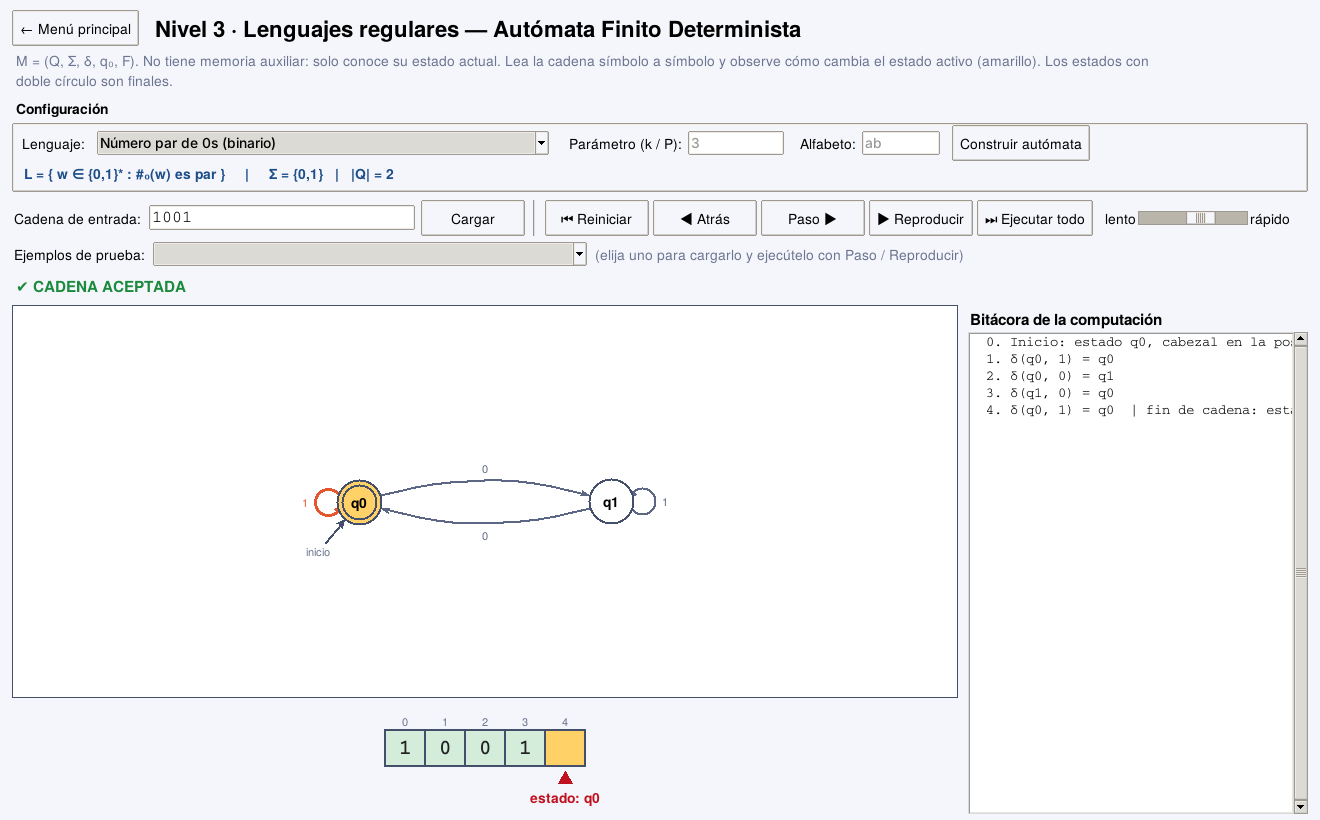 ← Menú principal
Nivel 3 · Lenguajes regulares — Autómata Finito Determinista
M = (Q, Σ, δ, q₀, F). No tiene memoria auxiliar: solo conoce su estado actual. Lea la cadena símbolo a símbolo y observe cómo cambia el estado activo (amarillo). Los estados con
doble círculo son finales.
Configuración
Lenguaje: Número par de 0s (binario) Parámetro (k / P): 3 Alfabeto: ab Construir autómata
L = { w ∈ {0,1}* : #₀(w) es par } | Σ = {0,1} | |Q| = 2
Cadena de entrada: 1001 Cargar ⏮ Reiniciar ◀ Atrás Paso ▶ ▶ Reproducir ⏭ Ejecutar todo lento rápido
Ejemplos de prueba: (elija uno para cargarlo y ejecútelo con Paso / Reproducir)
✔ CADENA ACEPTADA
0
1 q0 q1 1
0
inicio
0 1 2 3 4
1 0 0 1
estado: q0
Bitácora de la computación
0. Inicio: estado q0, cabezal en la
1. δ(q0, 1) = q0
2. δ(q0, 0) = q1
3. δ(q1, 0) = q0
4. δ(q0, 1) = q0 | fin de cadena: